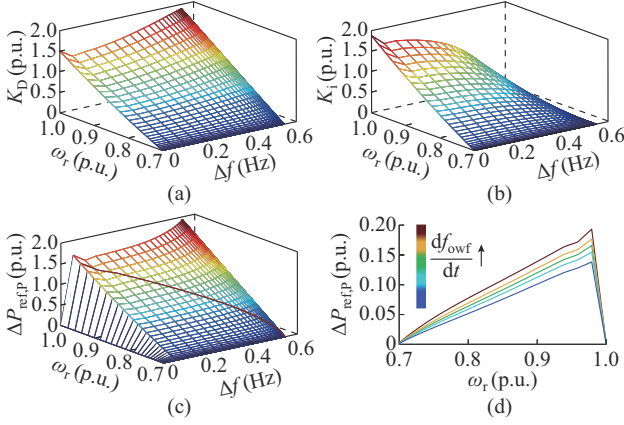 K_D (p.u.)
2.0
1.5
1.0
0.5
0
1.0
0.9
0.8
0.7
ω_r (p.u.)
0
0.2
0.4
0.6
Δf (Hz)
(a)
K_i (p.u.)
2.0
1.5
1.0
0.5
0
1.0
0.9
0.8
0.7
ω_r (p.u.)
0
0.2
0.4
0.6
Δf (Hz)
(b)
ΔP_ref,P (p.u.)
2.0
1.5
1.0
0.5
0
1.0
0.9
0.8
0.7
ω_r (p.u.)
0
0.2
0.4
0.6
Δf (Hz)
(c)
ΔP_ref,P (p.u.)
0.20
0.15
0.10
0.05
0
df_owf
dt
0.7
0.8
0.9
1.0
ω_r (p.u.)
(d)